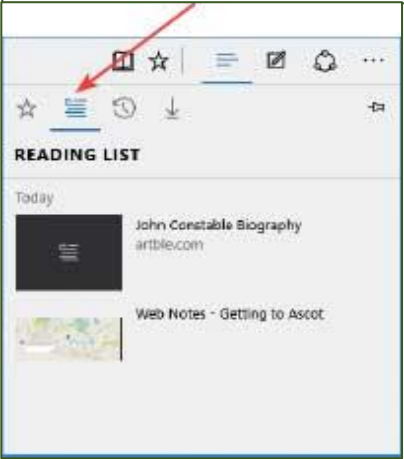 READING LIST
Today
John Constable Biography
artble.com
Web Notes - Getting to Ascot